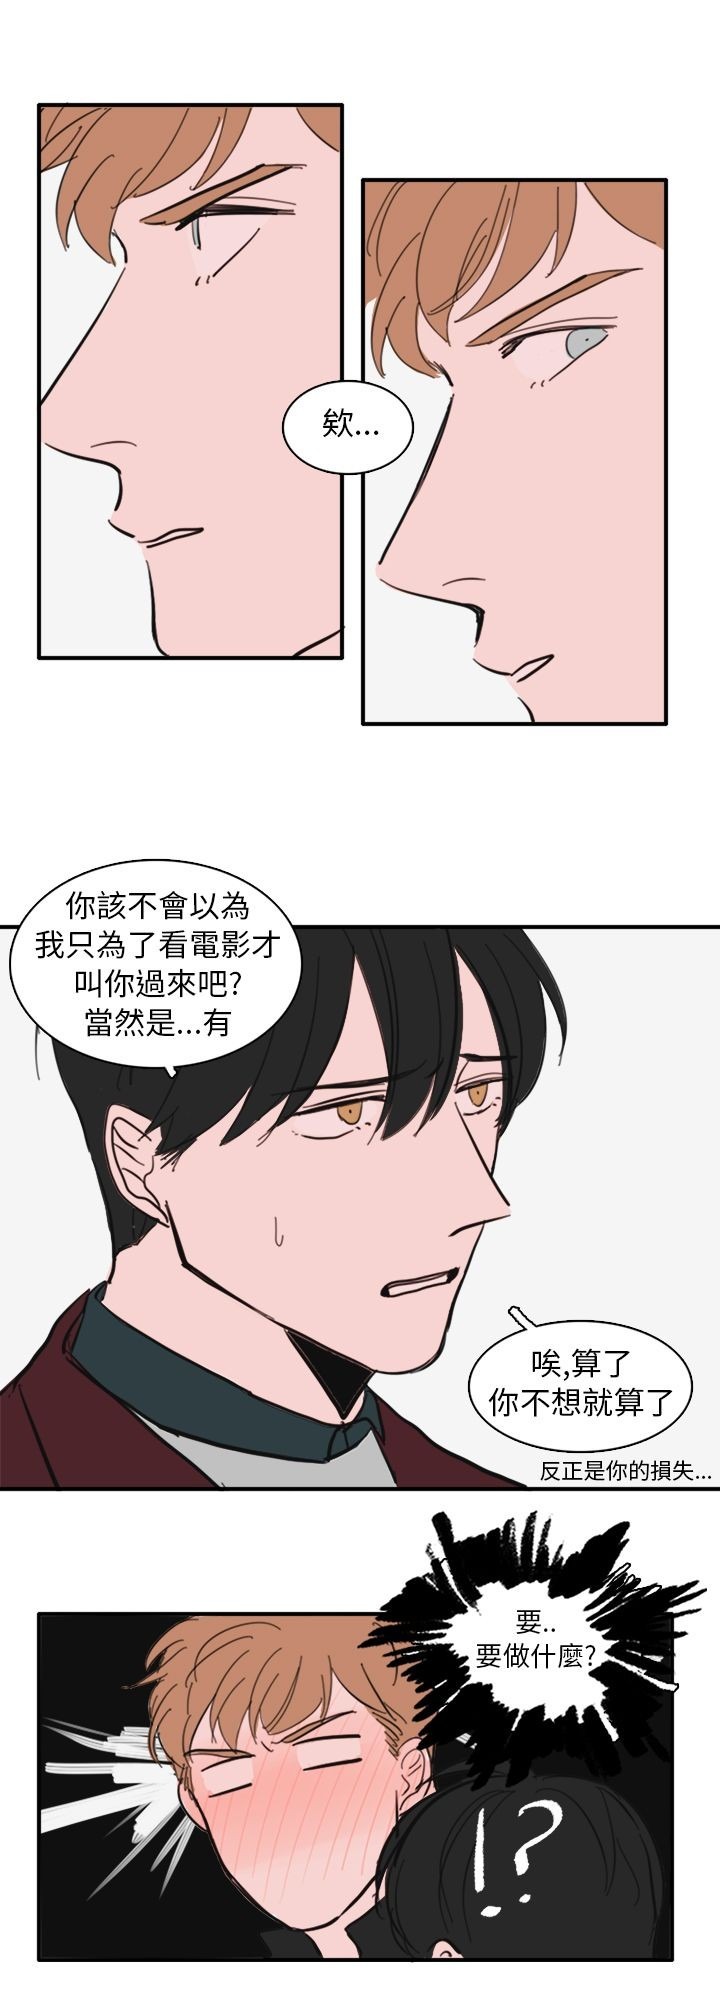 欸...
你該不會以為
我只為了看電影才
叫你過來吧?
當然是...有
唉,算了
你不想就算了
反正是你的損失...
要..
要做什麼?
!?